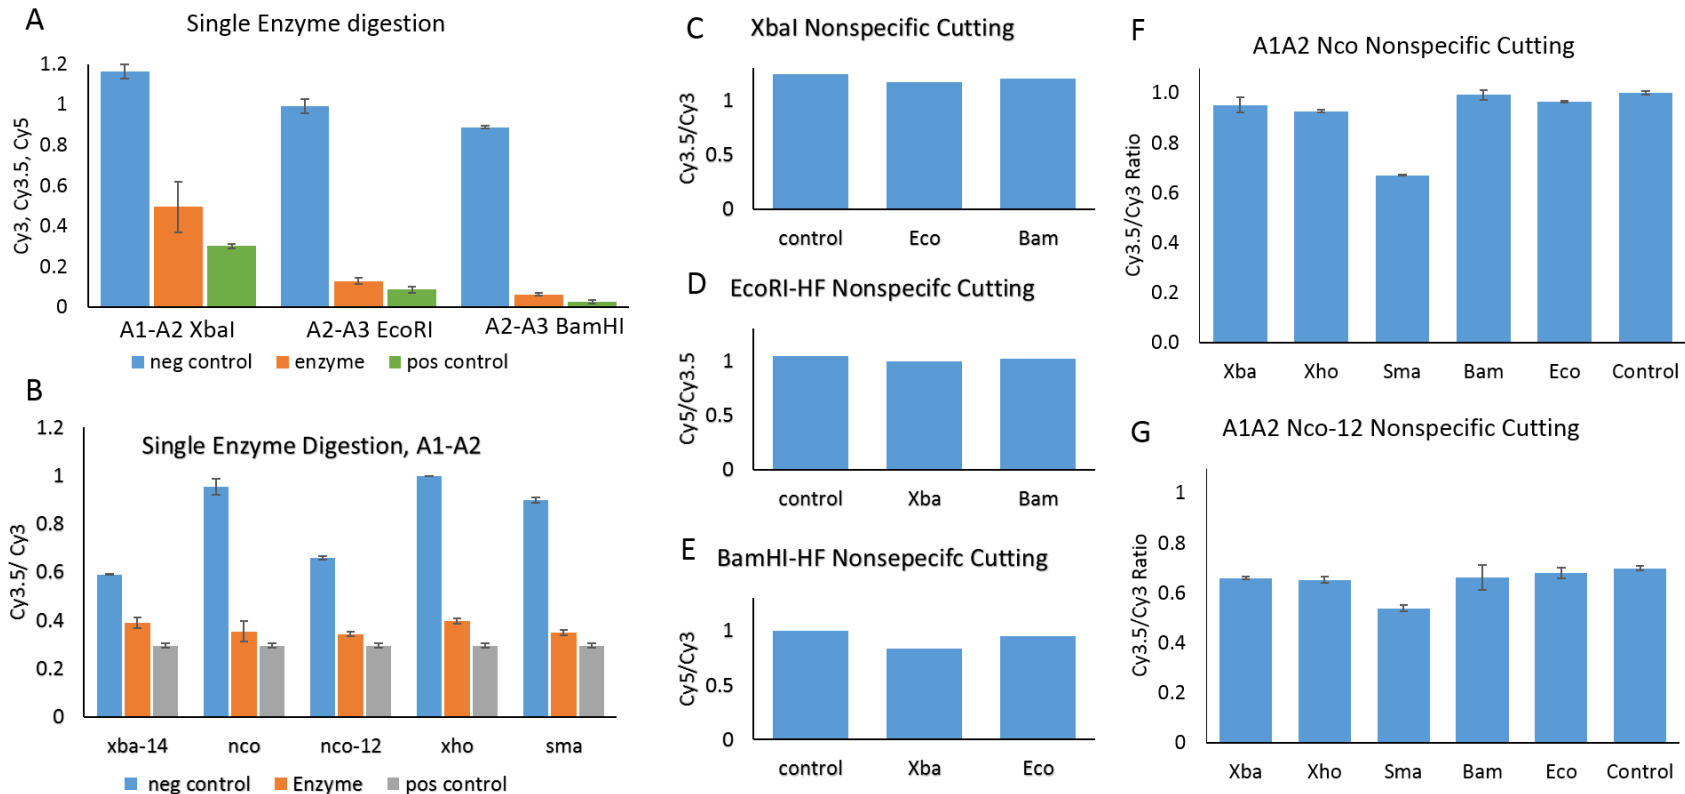 A
Single Enzyme digestion
Cy3, Cy3.5, Cy5
1.2
1
0.8
0.6
0.4
0.2
0
A1-A2 XbaI
A2-A3 EcoRI
A2-A3 BamHI
neg control
enzyme
pos control
B
Single Enzyme Digestion, A1-A2
Cy3.5/ Cy3
1.2
1
0.8
0.6
0.4
0.2
0
xba-14
nco
nco-12
xho
sma
neg control
Enzyme
pos control
C
XbaI Nonspecific Cutting
Cy3.5/Cy3
1
0.5
0
control
Eco
Bam
D
EcoRI-HF Nonspecifc Cutting
Cy5/Cy3.5
1
0.5
0
control
Xba
Bam
E
BamHI-HF Nonsepecifc Cutting
Cy5/Cy3
1
0.5
0
control
Xba
Eco
F
A1A2 Nco Nonspecific Cutting
Cy3.5/Cy3 Ratio
1.0
0.8
0.6
0.4
0.2
0.0
Xba
Xho
Sma
Bam
Eco
Control
G
A1A2 Nco-12 Nonspecific Cutting
Cy3.5/Cy3 Ratio
1
0.8
0.6
0.4
0.2
0
Xba
Xho
Sma
Bam
Eco
Control